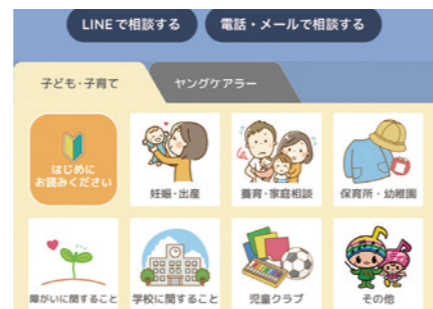 LINEで相談する
電話・メールで相談する
子ども・子育て
ヤングケアラー
はじめに
お読みください
妊娠・出産
養育・家庭相談
保育所・幼稚園
障がいに関すること
学校に関すること
児童クラブ
その他